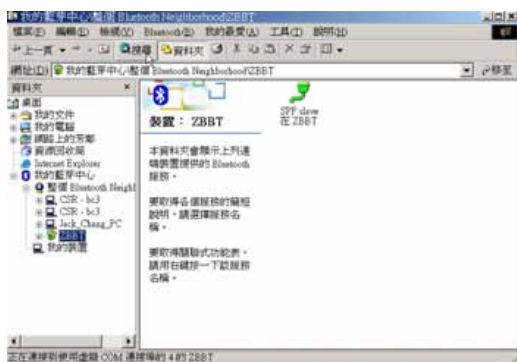 我的藍芽中心\整個 Bluetooth Neighborhood\ZBBT
檔案(F) 編輯(E) 檢視(V) Bluetooth(B) 我的最愛(A) 工具(T) 說明(H)
上一頁 搜尋 資料夾
網址(D) 我的藍芽中心\整個 Bluetooth Neighborhood\ZBBT 移至
資料夾
桌面
我的文件
我的電腦
網路上的芳鄰
資源回收筒
Internet Explorer
我的藍芽中心
整個 Bluetooth Neighl
CSR - bc3
CSR - bc3
Jack_Chang_PC
ZBBT
我的裝置
裝置： ZBBT
本資料夾會顯示上列遠
端裝置提供的 Bluetooth
服務。
要取得各個服務的簡短
說明，請選擇服務名
稱。
要取得關聯式功能表，
請用右鍵按一下該服務
名稱。
SPP slave
在 ZBBT
正在連接到使用虛擬 COM 連接埠的 4 的 ZBBT